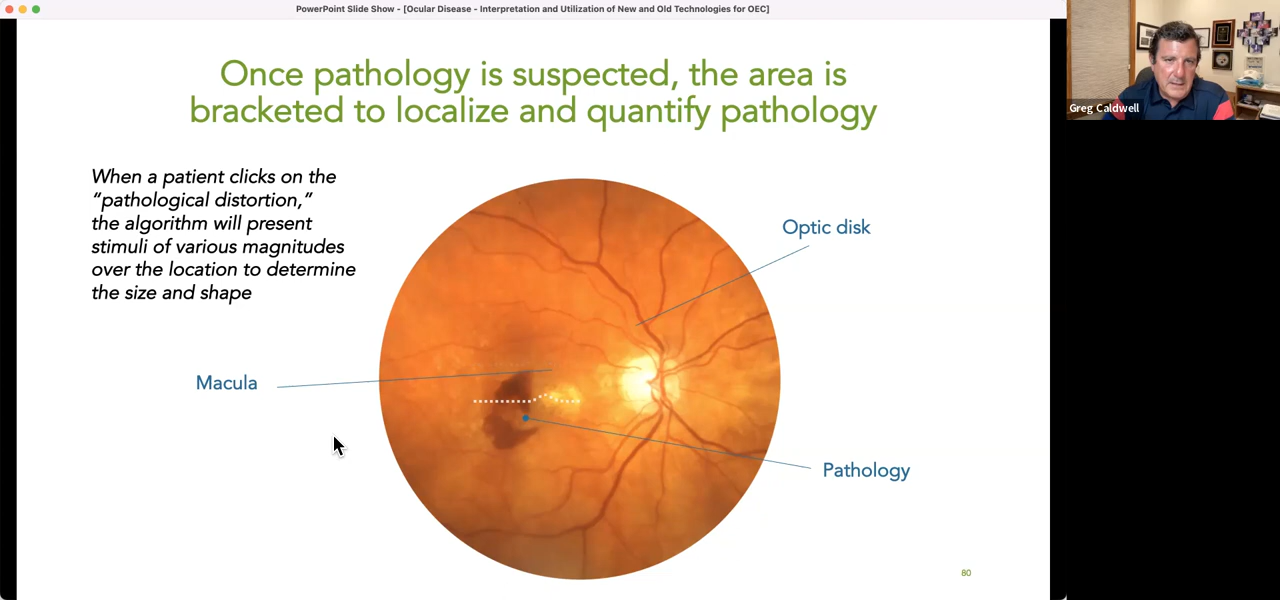 PowerPoint Slide Show - [Ocular Disease - Interpretation and Utilization of New and Old Technologies for OEC]
Once pathology is suspected, the area is
bracketed to localize and quantify pathology
When a patient clicks on the
“pathological distortion,”
the algorithm will present
stimuli of various magnitudes
over the location to determine
the size and shape
Optic disk
Macula
Pathology
80
Greg Caldwell